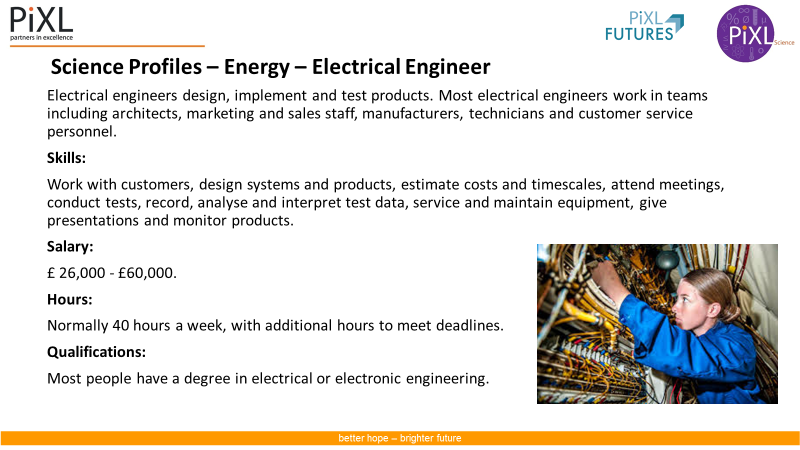 PiXL
partners in excellence
PiXL
FUTURES
PiXL
Science
Science Profiles – Energy – Electrical Engineer
Electrical engineers design, implement and test products. Most electrical engineers work in teams
including architects, marketing and sales staff, manufacturers, technicians and customer service
personnel.
Skills:
Work with customers, design systems and products, estimate costs and timescales, attend meetings,
conduct tests, record, analyse and interpret test data, service and maintain equipment, give
presentations and monitor products.
Salary:
£ 26,000 - £60,000.
Hours:
Normally 40 hours a week, with additional hours to meet deadlines.
Qualifications:
Most people have a degree in electrical or electronic engineering.
better hope – brighter future